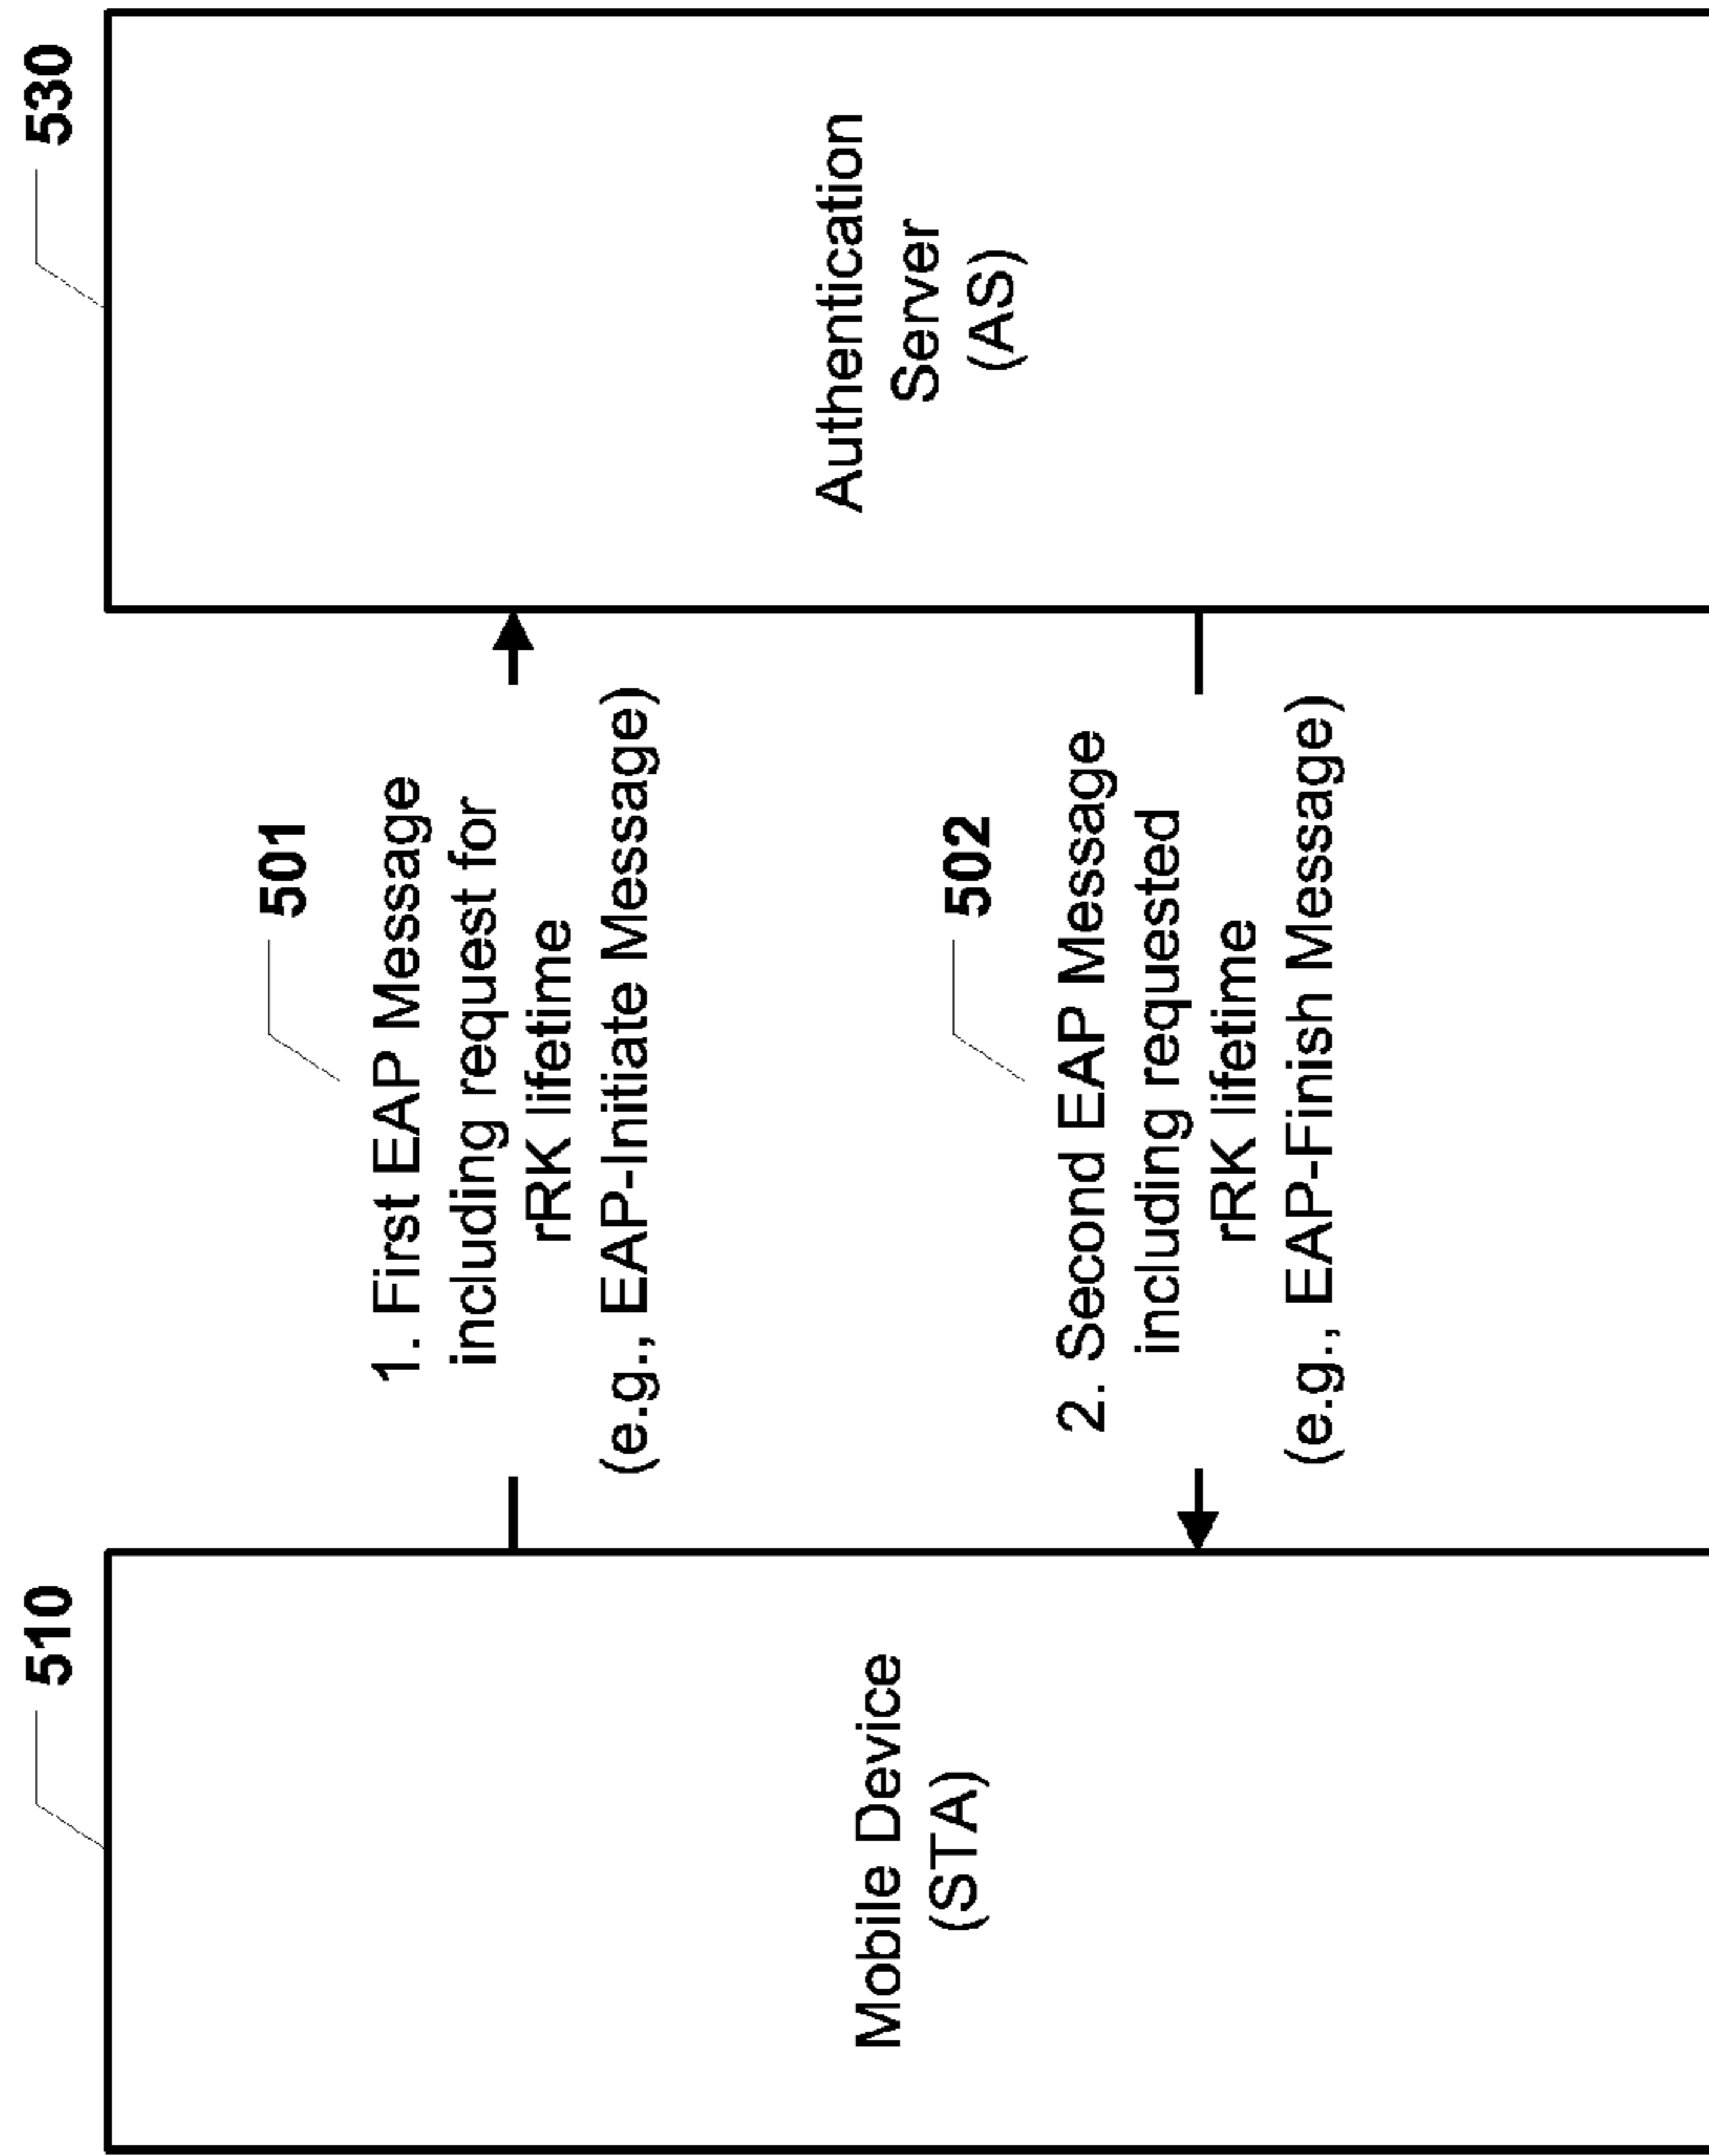 510
530
Mobile Device
(STA)
501
1. First EAP Message
including request for
rRK lifetime
(e.g., EAP-Initiate Message)
502
2. Second EAP Message
including requested
rRK lifetime
(e.g., EAP-Finish Message)
Authentication
Server
(AS)